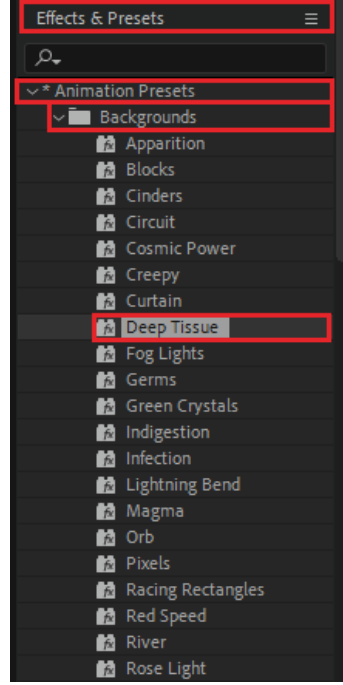 Effects & Presets
* Animation Presets
Backgrounds
Apparition
Blocks
Cinders
Circuit
Cosmic Power
Creepy
Curtain
Deep Tissue
Fog Lights
Germs
Green Crystals
Indigestion
Infection
Lightning Bend
Magma
Orb
Pixels
Racing Rectangles
Red Speed
River
Rose Light